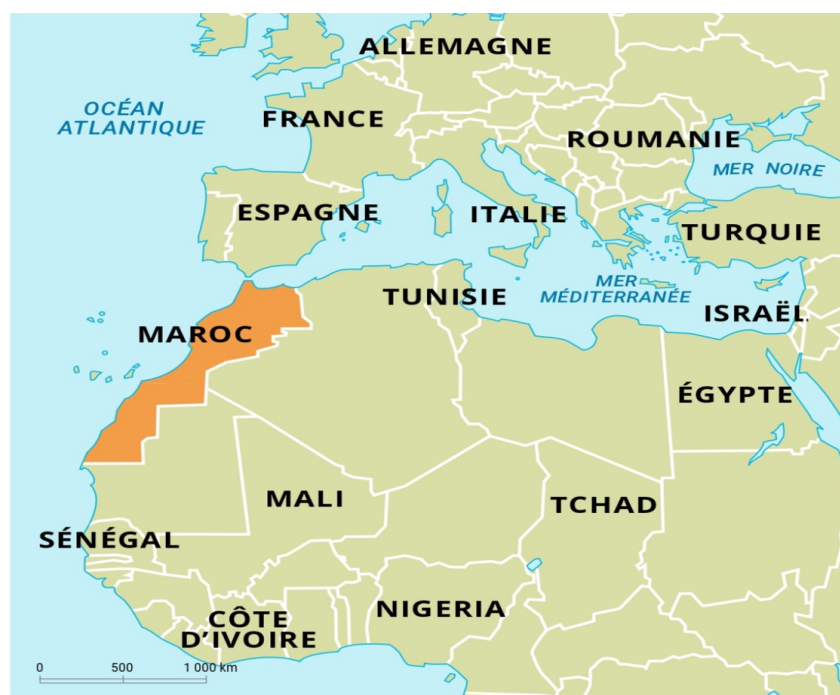 ALLEMAGNE
OCÉAN
ATLANTIQUE
FRANCE
ROUMANIE
MER NOIRE
ESPAGNE
ITALIE
TURQUIE
TUNISIE
MER
MÉDITERRANÉE
ISRAËL
MAROC
ÉGYPTE
MALI
TCHAD
SÉNÉGAL
NIGERIA
CÔTE
D'IVOIRE
0 500 1 000 km